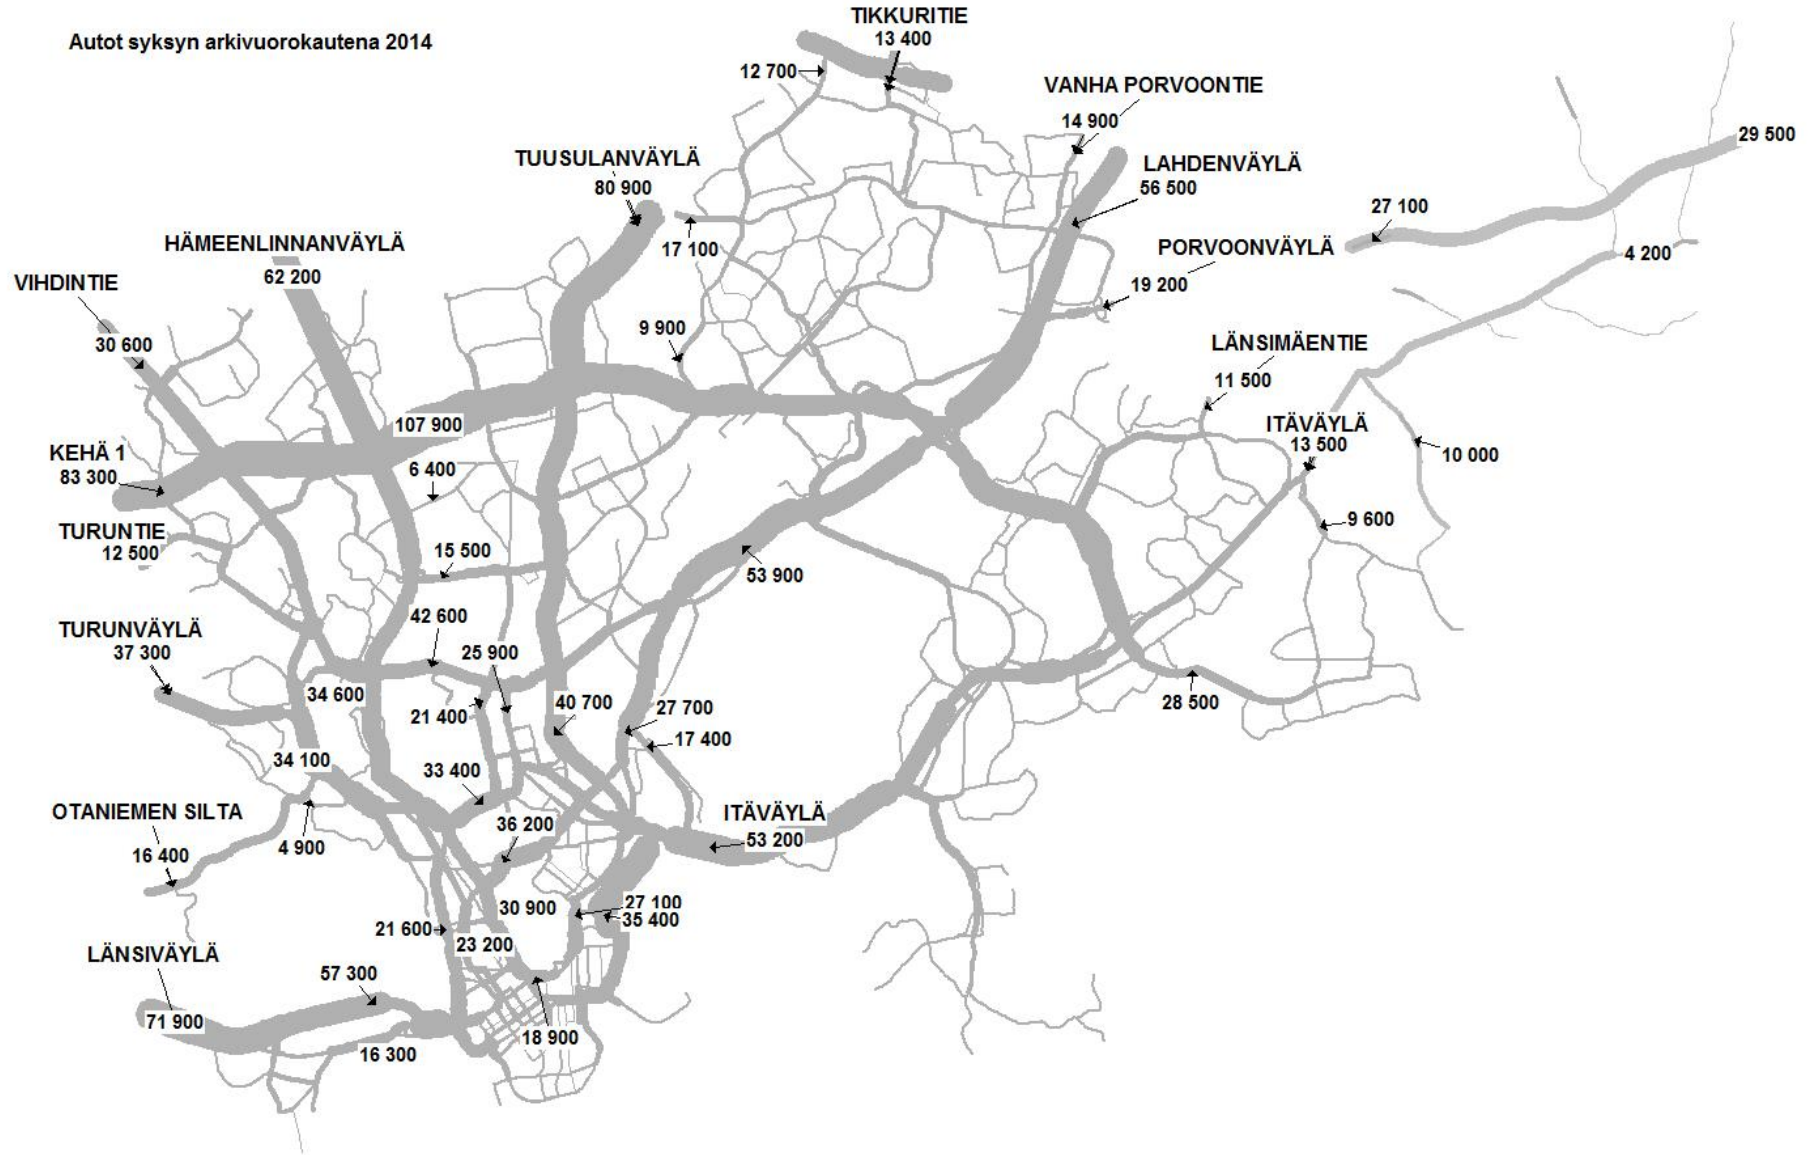 Autot syksyn arkivuorokautena 2014
TIKKURITIE
13 400
12 700
VANHA PORVOONTIE
14 900
29 500
TUUSULANVÄYLÄ
80 900
LAHDENVÄYLÄ
56 500
27 100
HÄMEENLINNANVÄYLÄ
62 200
17 100
PORVOONVÄYLÄ
19 200
4 200
VIHDINTIE
30 600
9 900
LÄNSIMÄENTIE
11 500
107 900
ITÄVÄYLÄ
13 500
KEHÄ 1
83 300
6 400
10 000
TURUNTIE
12 500
9 600
15 500
53 900
42 600
TURUNVÄYLÄ
37 300
25 900
34 600
21 400
40 700
27 700
28 500
17 400
34 100
33 400
OTANIEMEN SILTA
16 400
4 900
36 200
ITÄVÄYLÄ
53 200
30 900
27 100
35 400
21 600
23 200
LÄNSIVÄYLÄ
57 300
71 900
16 300
18 900